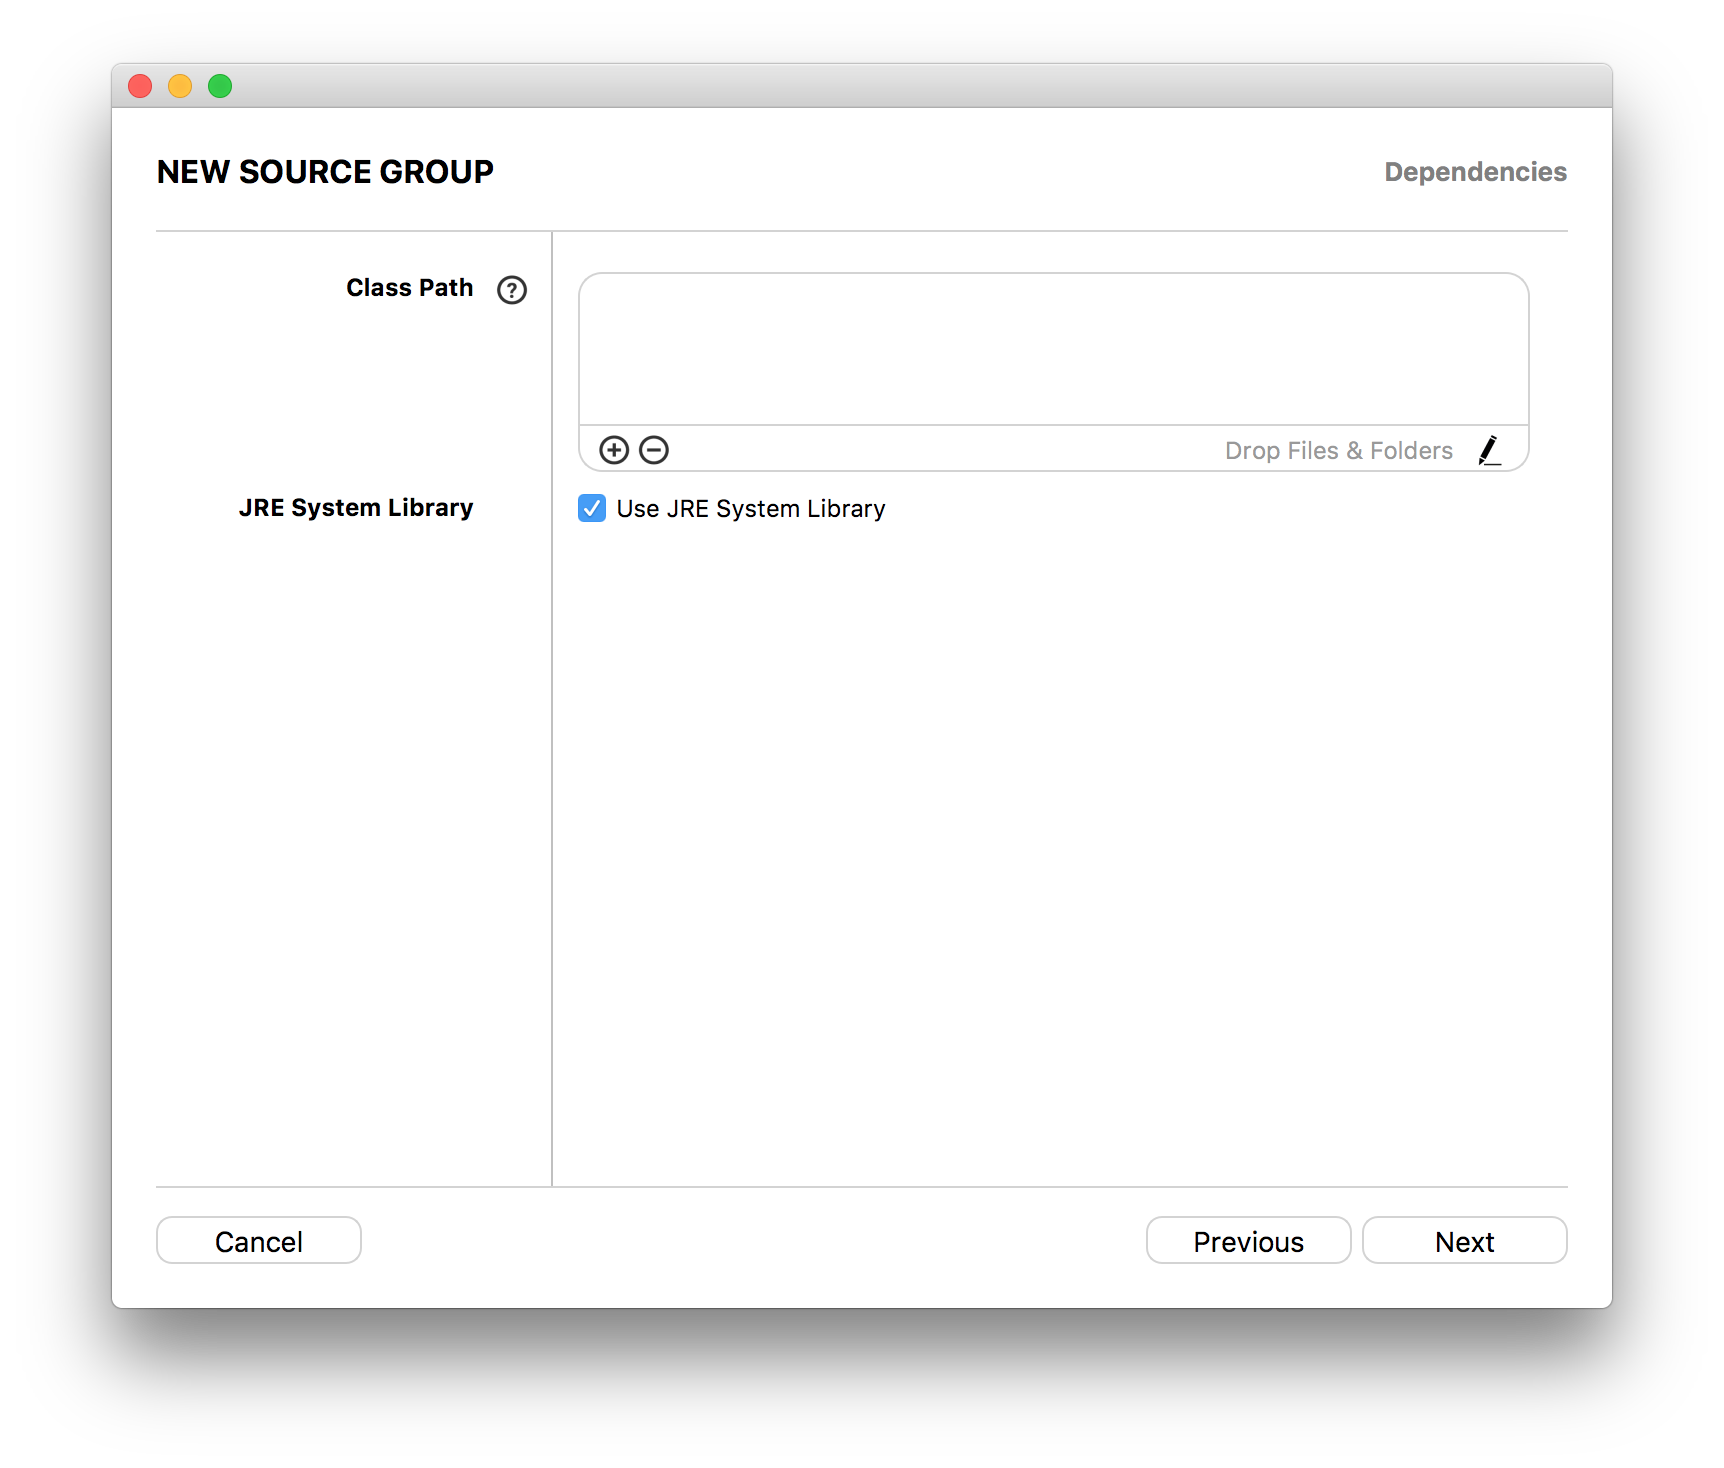 NEW SOURCE GROUP
Dependencies
Class Path ?
Drop Files & Folders
JRE System Library
Use JRE System Library
Cancel
Previous
Next